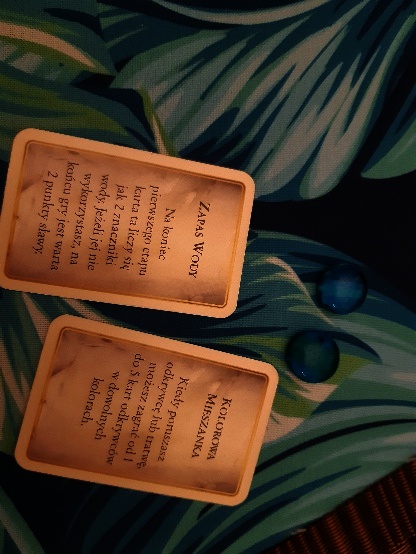 Zapas Wody
Na koniec
pierwszego etapu
karta ta liczy się
jak 2 znaczniki
wody. Jeżeli jej nie
wykorzystasz, na
końcu gry jest warta
2 punkty sławy.
Kolorowa
Mieszanka
Kiedy poruszasz
odkrywcę lub tratwę,
możesz zagrać od 1
do 5 kart odkrywców
w dowolnych
kolorach.